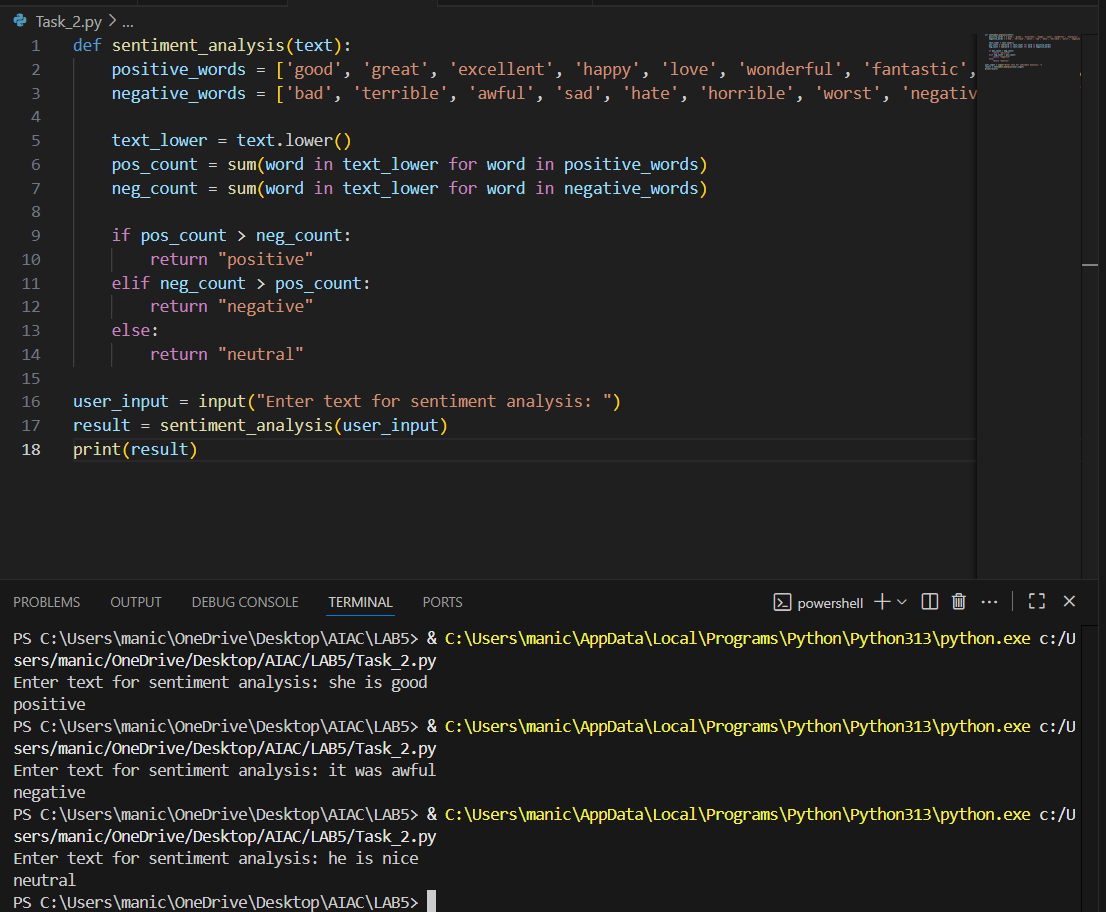 Task_2.py > ...
1 def sentiment_analysis(text):
2 positive_words = ['good', 'great', 'excellent', 'happy', 'love', 'wonderful', 'fantastic',
3 negative_words = ['bad', 'terrible', 'awful', 'sad', 'hate', 'horrible', 'worst', 'negativ
4
5 text_lower = text.lower()
6 pos_count = sum(word in text_lower for word in positive_words)
7 neg_count = sum(word in text_lower for word in negative_words)
8
9 if pos_count > neg_count:
10 return "positive"
11 elif neg_count > pos_count:
12 return "negative"
13 else:
14 return "neutral"
15
16 user_input = input("Enter text for sentiment analysis: ")
17 result = sentiment_analysis(user_input)
18 print(result)
PROBLEMS OUTPUT DEBUG CONSOLE TERMINAL PORTS powershell
PS C:\Users\manic\OneDrive\Desktop\AIAC\LAB5> & C:\Users\manic\AppData\Local\Programs\Python\Python313\python.exe c:/U
sers/manic/OneDrive/Desktop/AIAC/LAB5/Task_2.py
Enter text for sentiment analysis: she is good
positive
PS C:\Users\manic\OneDrive\Desktop\AIAC\LAB5> & C:\Users\manic\AppData\Local\Programs\Python\Python313\python.exe c:/U
sers/manic/OneDrive/Desktop/AIAC/LAB5/Task_2.py
Enter text for sentiment analysis: it was awful
negative
PS C:\Users\manic\OneDrive\Desktop\AIAC\LAB5> & C:\Users\manic\AppData\Local\Programs\Python\Python313\python.exe c:/U
sers/manic/OneDrive/Desktop/AIAC/LAB5/Task_2.py
Enter text for sentiment analysis: he is nice
neutral
PS C:\Users\manic\OneDrive\Desktop\AIAC\LAB5>